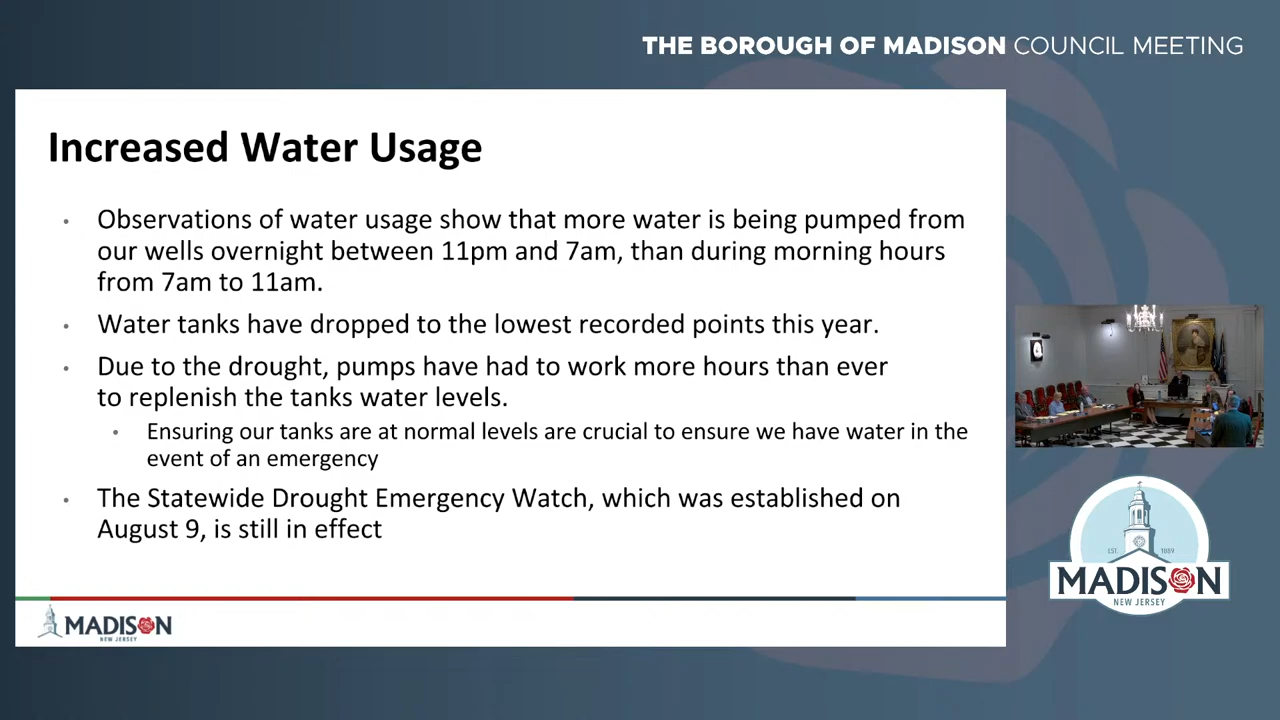 THE BOROUGH OF MADISON COUNCIL MEETING
Increased Water Usage
• Observations of water usage show that more water is being pumped from
our wells overnight between 11pm and 7am, than during morning hours
from 7am to 11am.
• Water tanks have dropped to the lowest recorded points this year.
• Due to the drought, pumps have had to work more hours than ever
to replenish the tanks water levels.
• Ensuring our tanks are at normal levels are crucial to ensure we have water in the
event of an emergency
• The Statewide Drought Emergency Watch, which was established on
August 9, is still in effect
EST. 1889
MADISON
NEW JERSEY
MADISON
NEW JERSEY